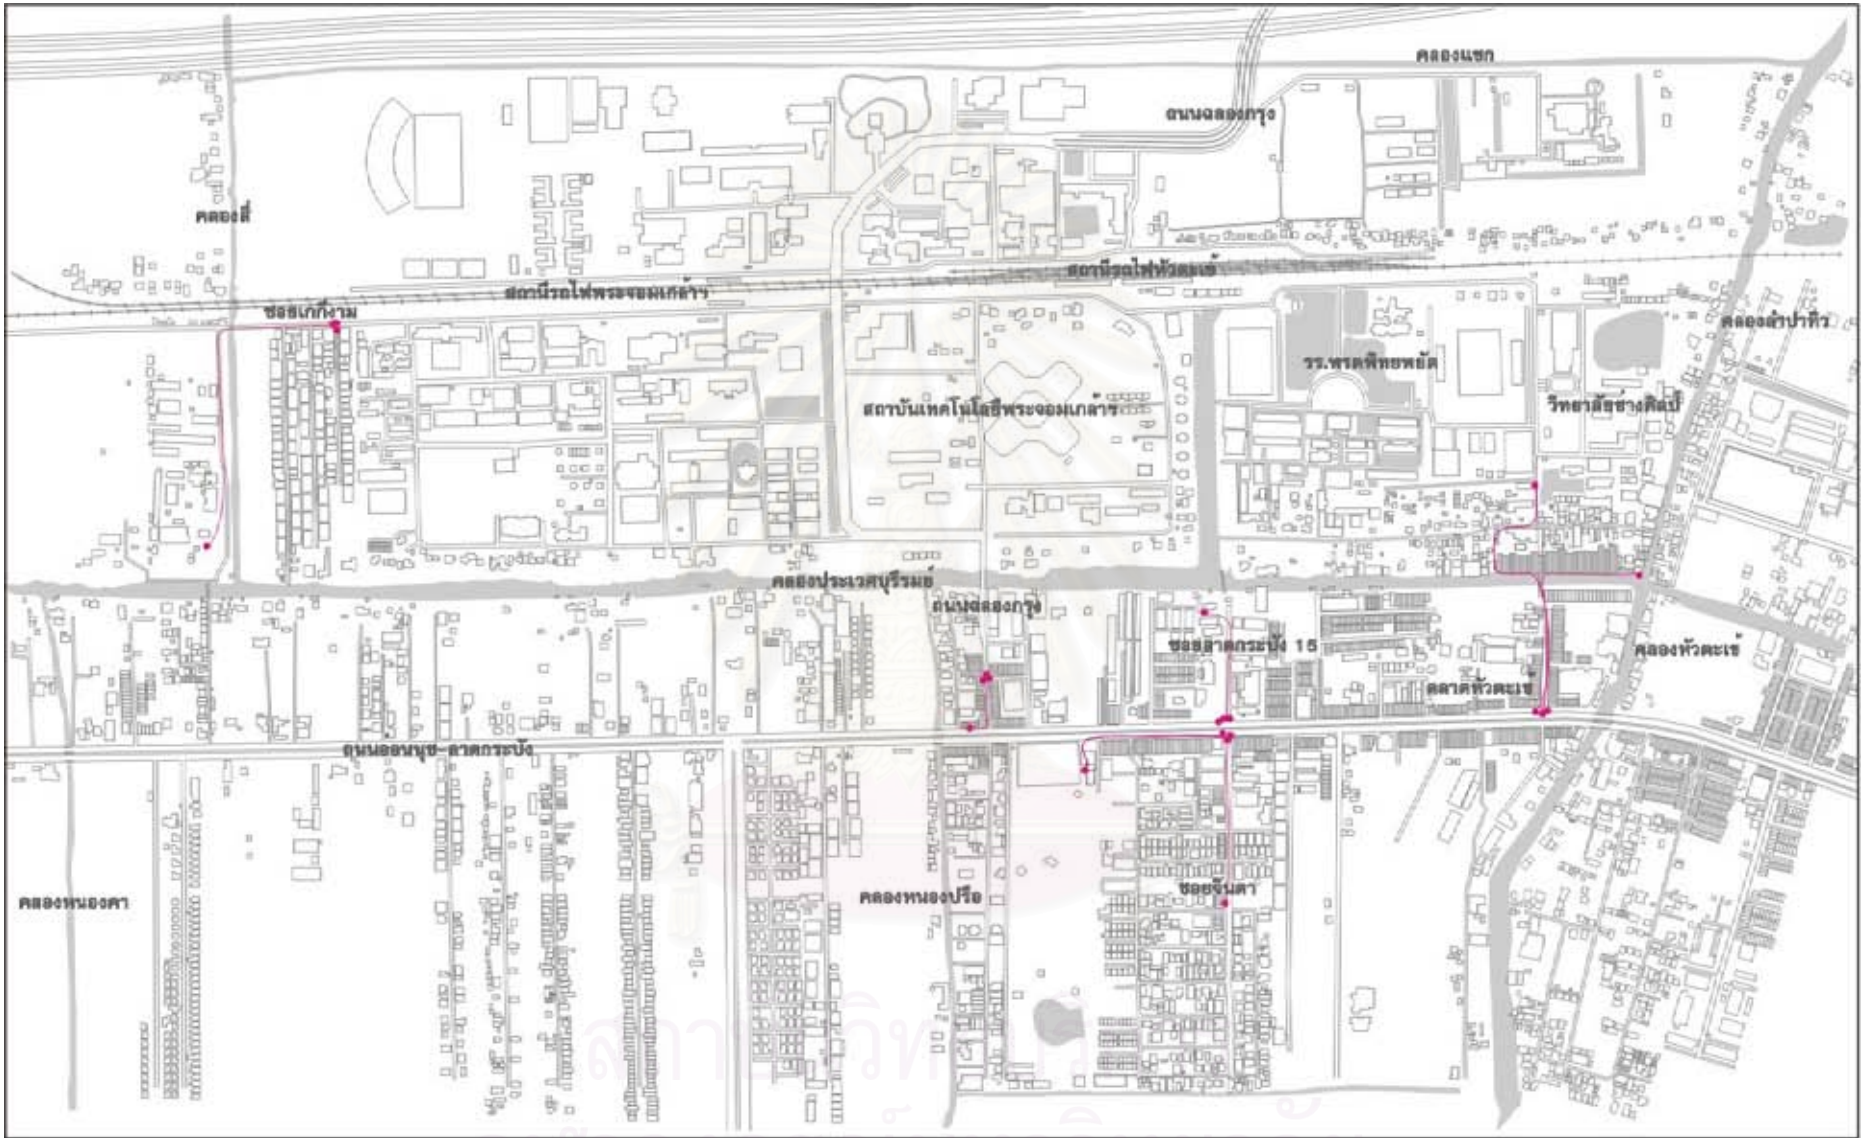 คลองแขก
ถนนฉลองกรุง
คลองสี่
สถานีรถไฟหัวตะเข้
สถานีรถไฟพระจอมเกล้าฯ
ซอยเกกีงาม
คลองลำปาทิว
รร.พรตพิทยพยัต
สถาบันเทคโนโลยีพระจอมเกล้าฯ
วิทยาลัยช่างศิลป์
คลองประเวศบุรีรมย์
ถนนฉลองกรุง
ซอยลาดกระบัง 15
คลองหัวตะเข้
ตลาดหัวตะเข้
ถนนอ่อนนุช-ลาดกระบัง
ซอยจินดา
คลองหนองปรือ
คลองหนองคา